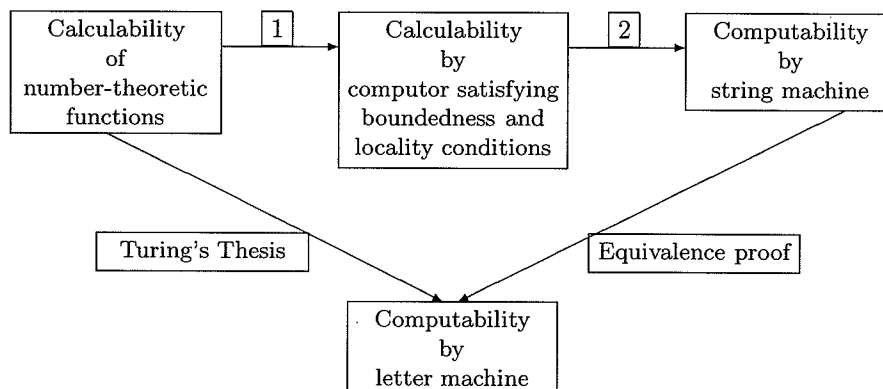 Calculability
of
number-theoretic
functions
1
Calculability
by
computor satisfying
boundedness and
locality conditions
2
Computability
by
string machine
Turing's Thesis
Equivalence proof
Computability
by
letter machine